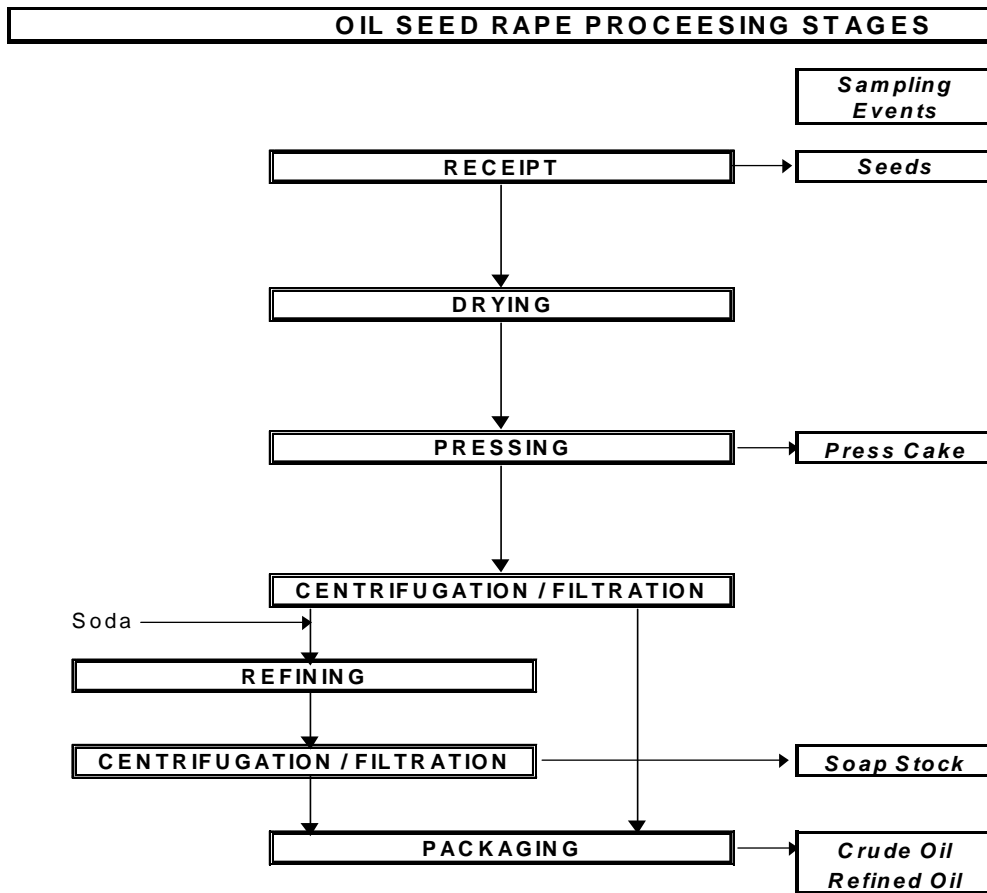 OIL SEED RAPE PROCEESING STAGES
Sampling
Events
RECEIPT
Seeds
DRYING
PRESSING
Press Cake
CENTRIFUGATION / FILTRATION
Soda
REFINING
CENTRIFUGATION / FILTRATION
Soap Stock
PACKAGING
Crude Oil
Refined Oil